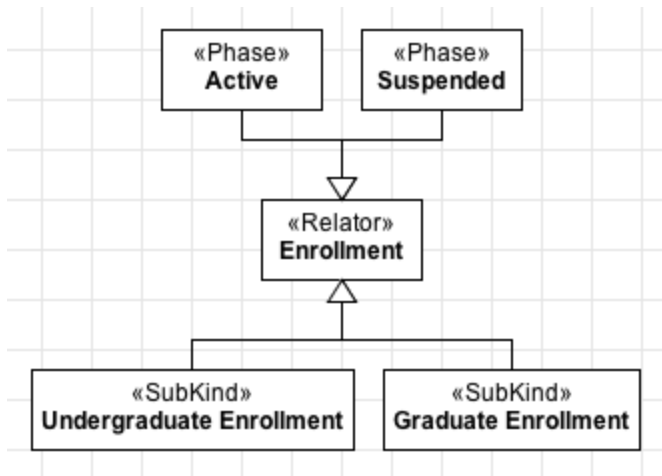 «Phase»
Active
«Phase»
Suspended
«Relator»
Enrollment
«SubKind»
Undergraduate Enrollment
«SubKind»
Graduate Enrollment